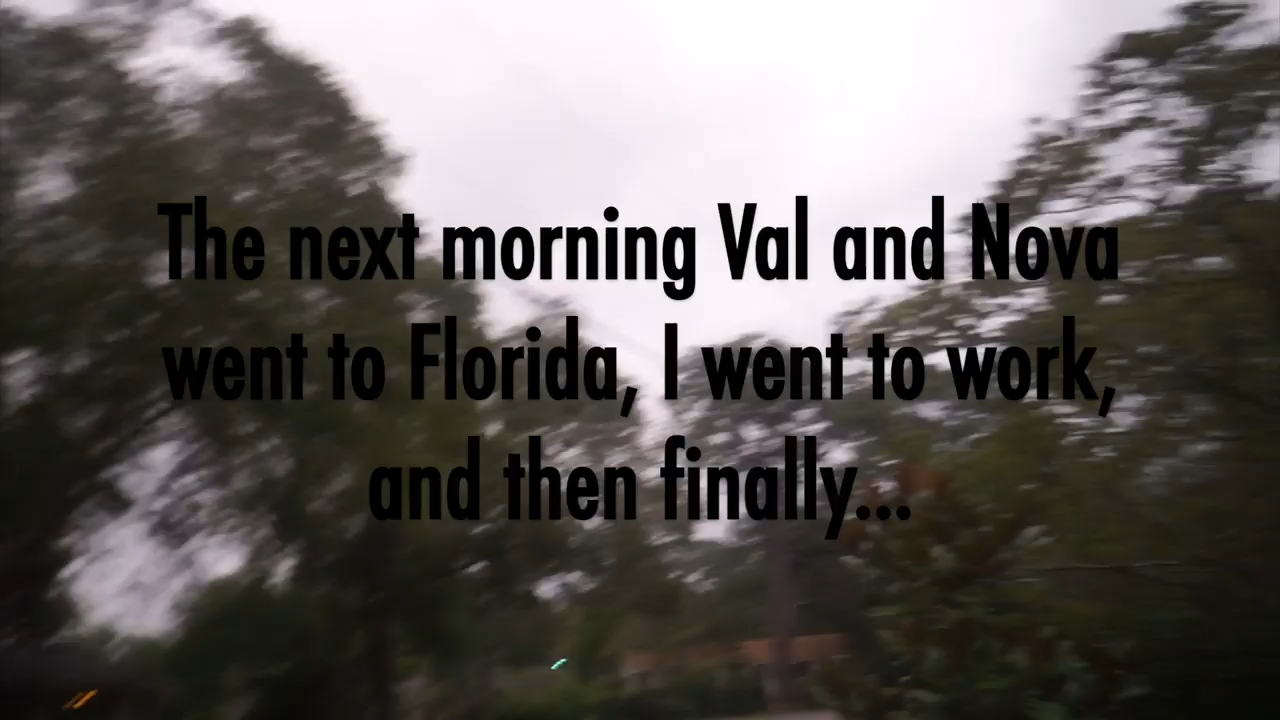 The next morning Val and Nova
went to Florida, I went to work,
and then finally...